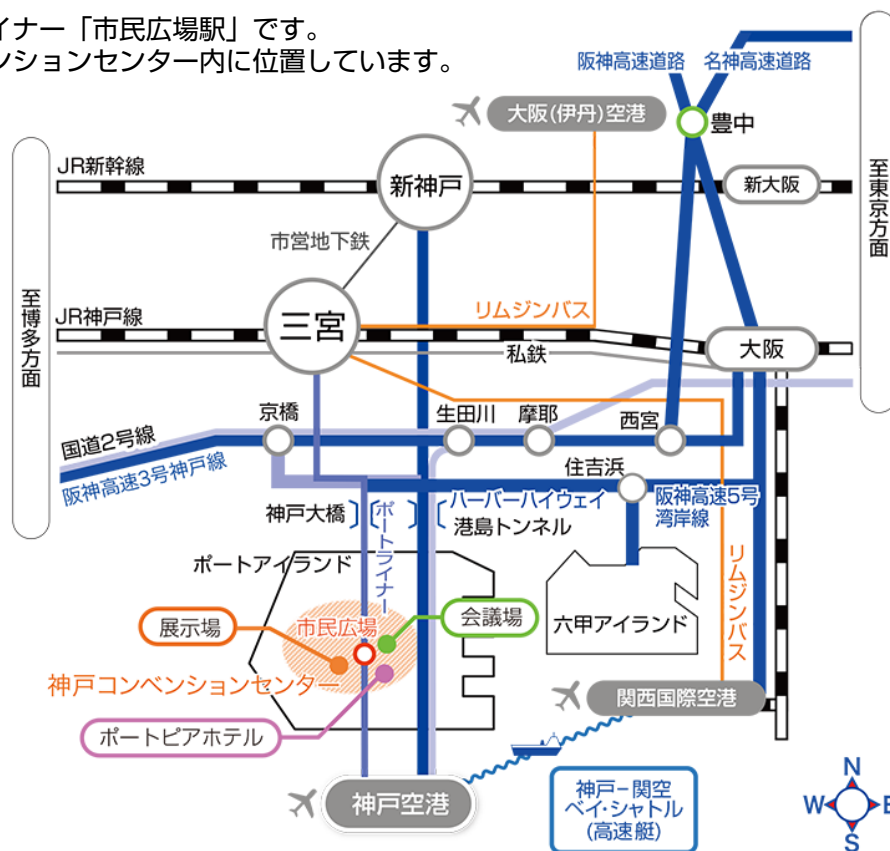 イナー「市民広場駅」です。
ンションセンター内に位置しています。
阪神高速道路
名神高速道路
大阪(伊丹)空港
豊中
至東京方面
JR新幹線
新神戸
新大阪
市営地下鉄
至博多方面
JR神戸線
三宮
リムジンバス
私鉄
大阪
京橋
生田川
摩耶
西宮
国道2号線
阪神高速3号神戸線
住吉浜
神戸大橋
ポートライナー
ハーバーハイウェイ
港島トンネル
阪神高速5号
湾岸線
ポートアイランド
リムジンバス
展示場
市民広場
会議場
六甲アイランド
神戸コンベンションセンター
関西国際空港
ポートピアホテル
神戸空港
神戸-関空
ベイ・シャトル
(高速艇)
N
W
E
S